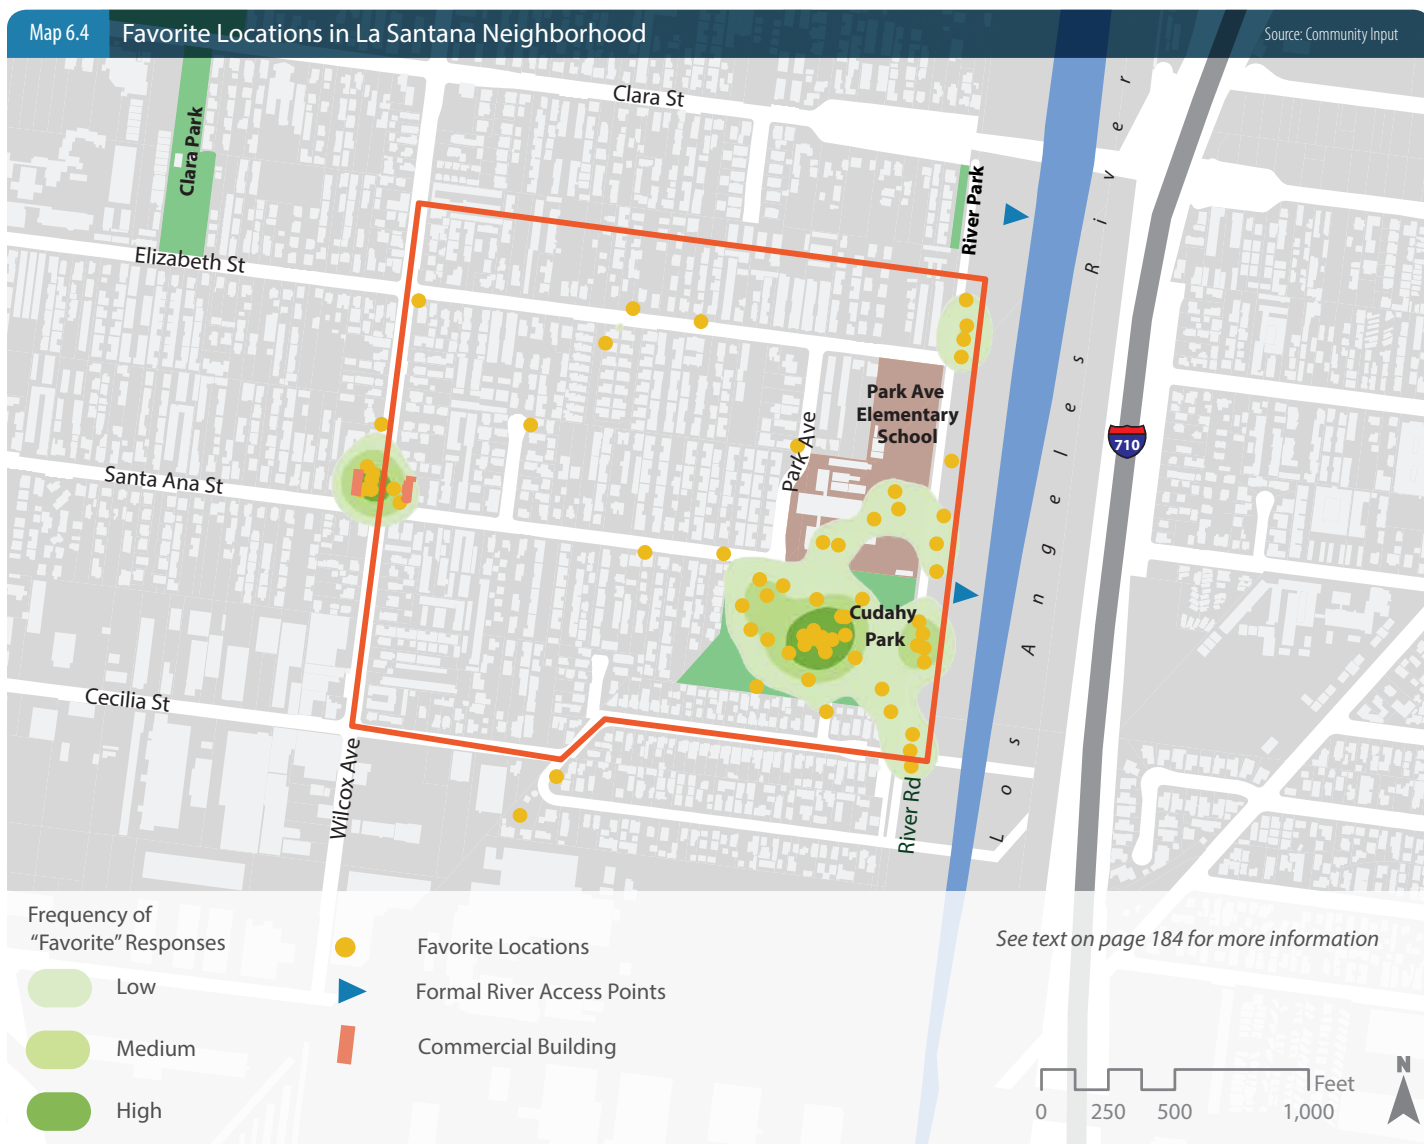 Map 6.4
Favorite Locations in La Santana Neighborhood
Source: Community Input
Clara St
Clara Park
River Park
Elizabeth St
Park Ave
Elementary
School
Park Ave
710
Santa Ana St
Cudahy
Park
Los Angeles River
Cecilia St
Wilcox Ave
River Rd
Frequency of
“Favorite” Responses
Low
Medium
High
Favorite Locations
Formal River Access Points
Commercial Building
See text on page 184 for more information
Feet
0 250 500 1,000
N